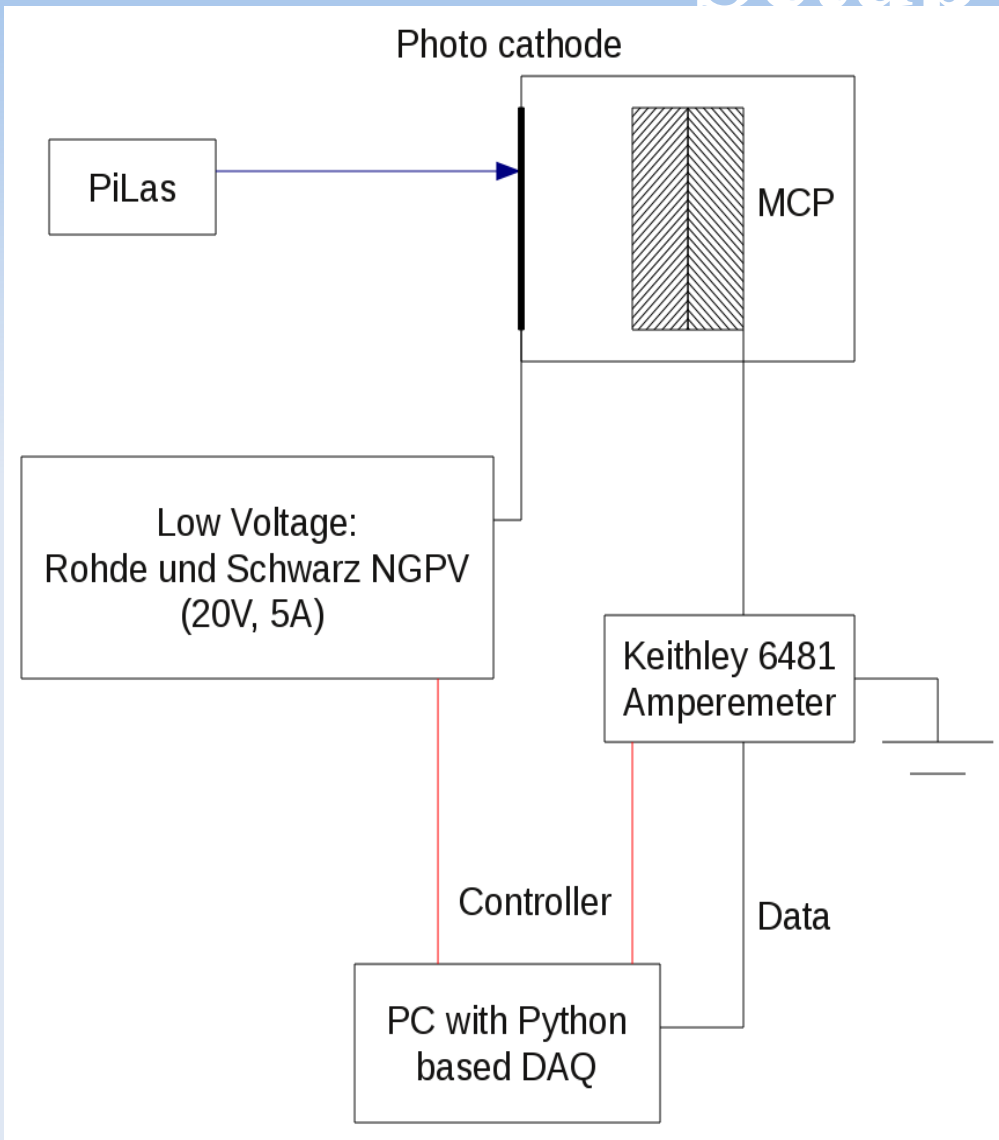 Photo cathode
PiLas
MCP
Low Voltage:
Rohde und Schwarz NGPV
(20V, 5A)
Keithley 6481
Amperemeter
Controller
Data
PC with Python
based DAQ